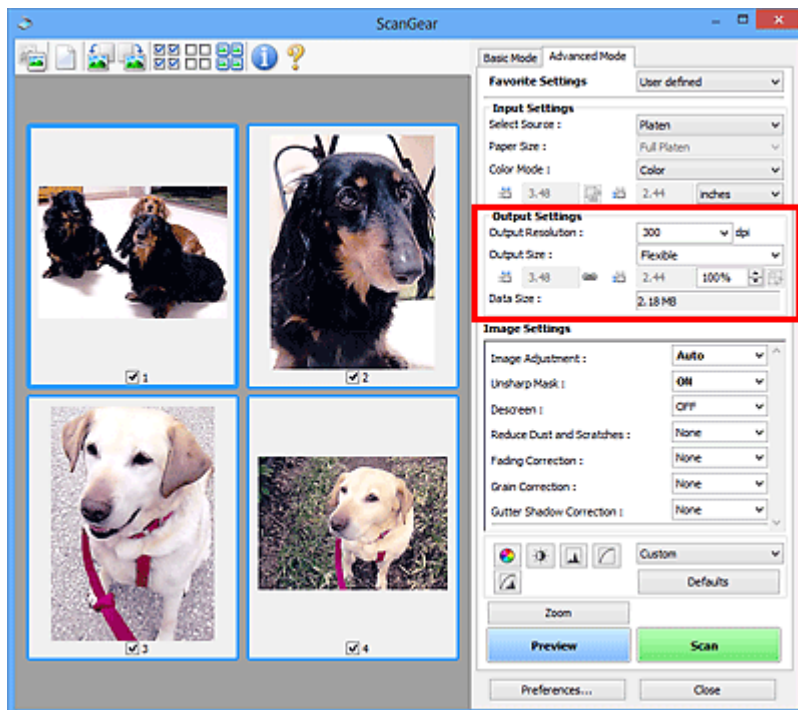 ScanGear
Basic Mode Advanced Mode
Favorite Settings User defined
Input Settings
Select Source : Platen
Paper Size : Full Platen
Color Mode : Color
3.48 2.44 inches
Output Settings
Output Resolution : 300 dpi
Output Size : Flexible
3.48 2.44 100%
Data Size : 2.18 MB
Image Settings
Image Adjustment : Auto
Unsharp Mask : ON
Descreen : OFF
Reduce Dust and Scratches : None
Fading Correction : None
Grain Correction : None
Gutter Shadow Correction : None
Custom
Defaults
Zoom
Preview Scan
Preferences... Close
1 2
3 4